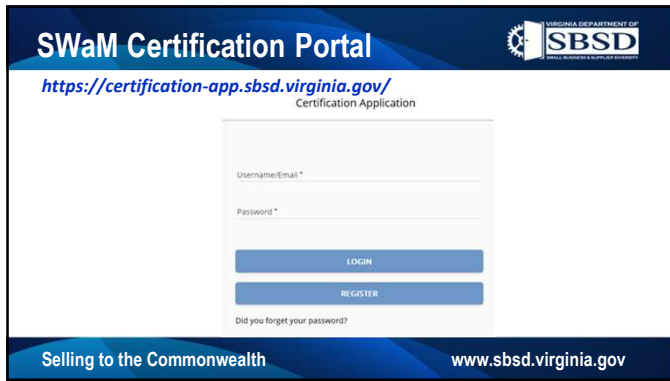 SWaM Certification Portal
VIRGINIA DEPARTMENT OF
SBSD
SMALL BUSINESS & SUPPLIER DIVERSITY
https://certification-app.sbsd.virginia.gov/
Certification Application
Username/Email *
Password *
LOGIN
REGISTER
Did you forget your password?
Selling to the Commonwealth
www.sbsd.virginia.gov